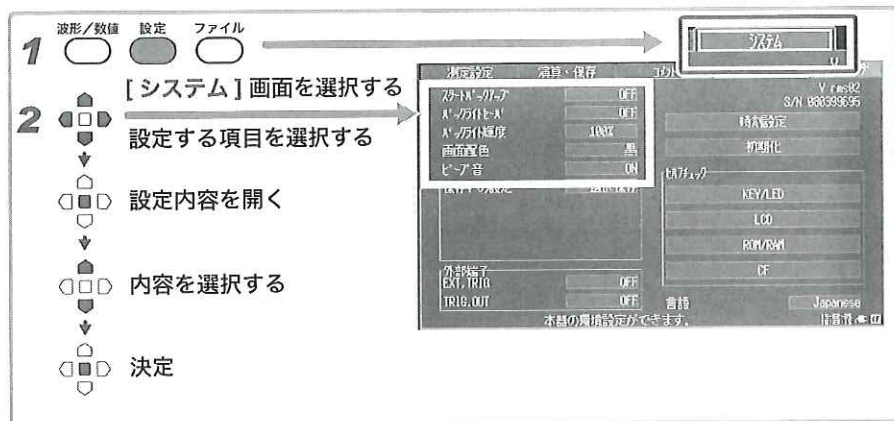 1
波形/数値 設定 ファイル
システム
[ システム ] 画面を選択する
2
設定する項目を選択する
設定内容を開く
内容を選択する
決定
測定設定 演算・保存
スタートバックアップ OFF
バックライトセーバ OFF
バックライト輝度 100%
画面配色 黒
ビープ音 ON
外部端子
EXT.TRIG OFF
TRIG.OUT OFF
S/N 080399695
時刻設定
初期化
セルフチェック
KEY/LED
LCD
ROM/RAM
CF
言語 Japanese
本器の環境設定ができます。